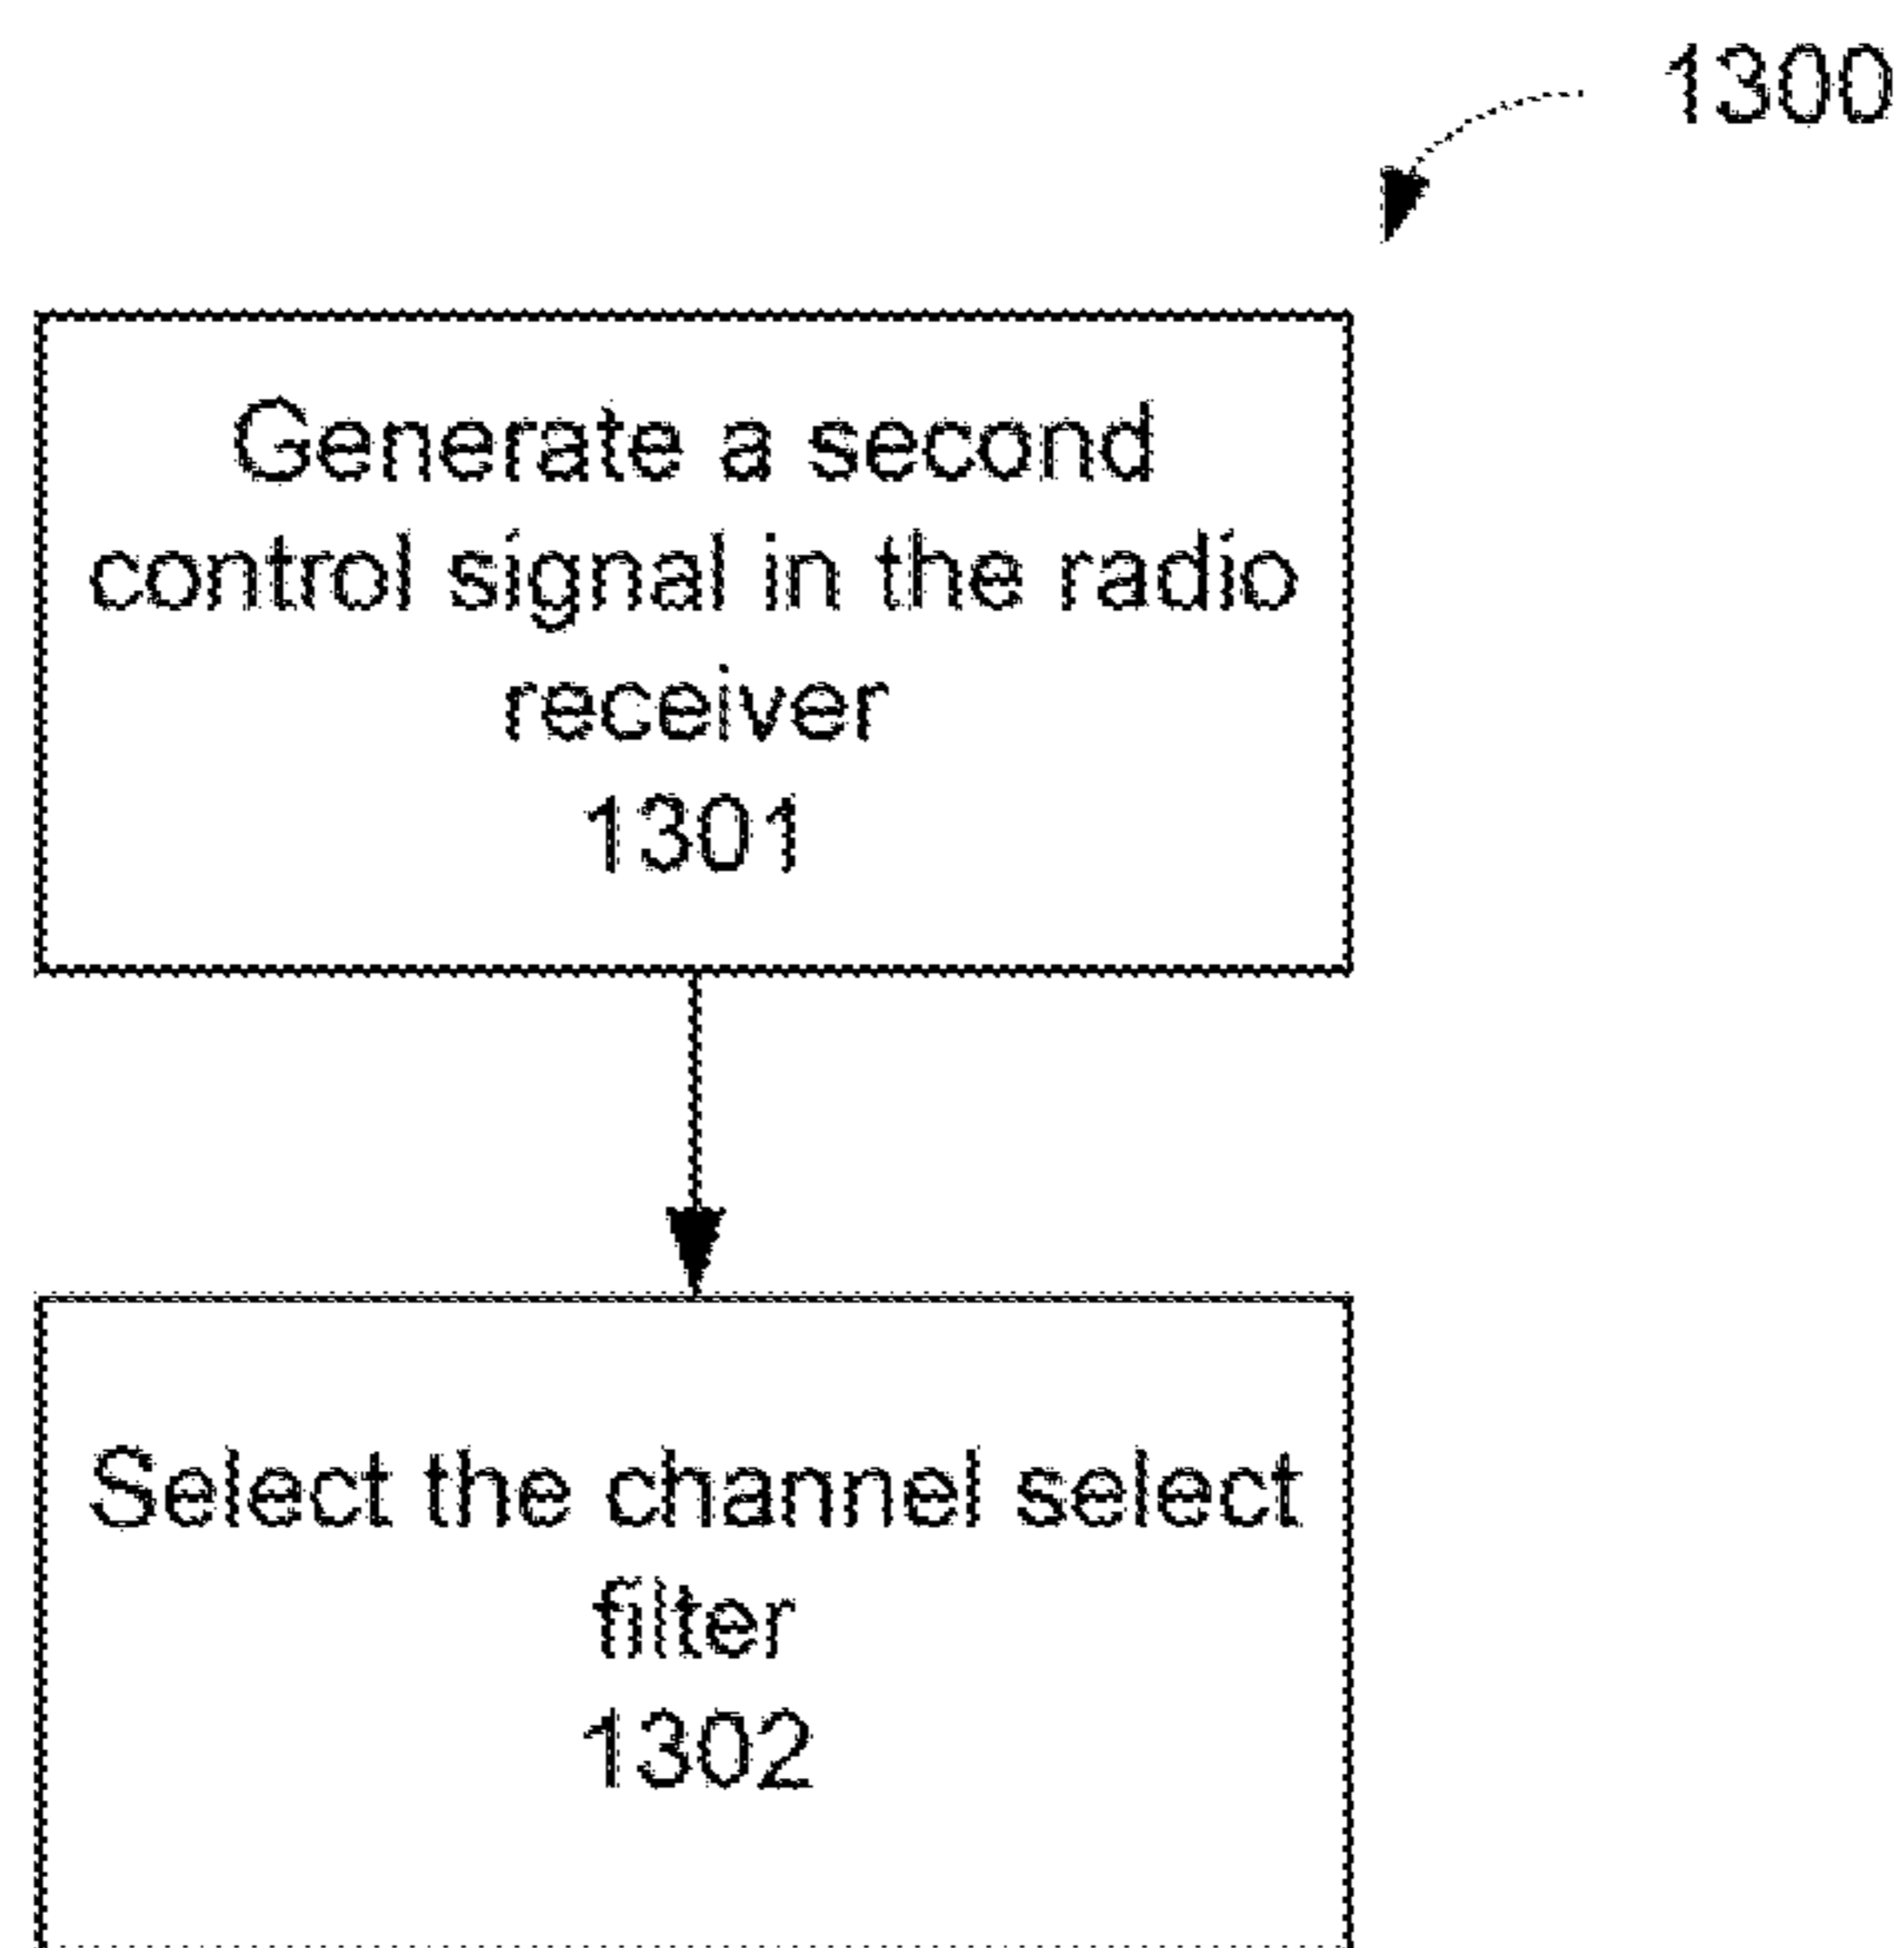 1300
Generate a second
control signal in the radio
receiver
1301
Select the channel select
filter
1302